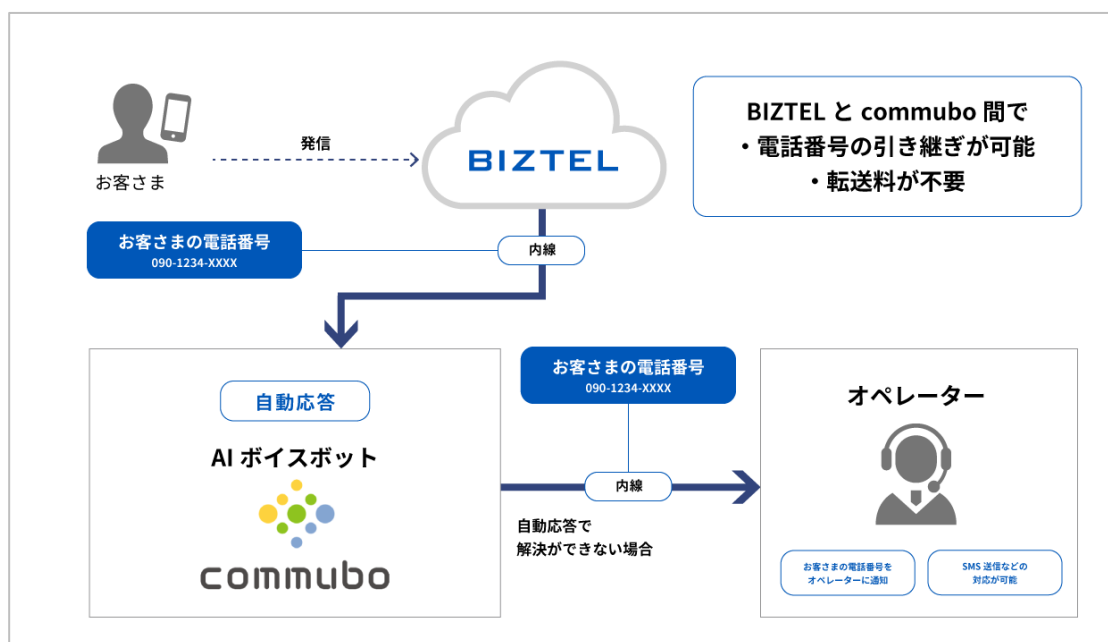 お客さま
発信
BIZTEL
BIZTEL と commubo 間で
・電話番号の引き継ぎが可能
・転送料が不要
お客さまの電話番号
090-1234-XXXX
内線
自動応答
AI ボイスボット
commubo
お客さまの電話番号
090-1234-XXXX
内線
自動応答で
解決ができない場合
オペレーター
お客さまの電話番号を
オペレーターに通知
SMS 送信などの
対応が可能